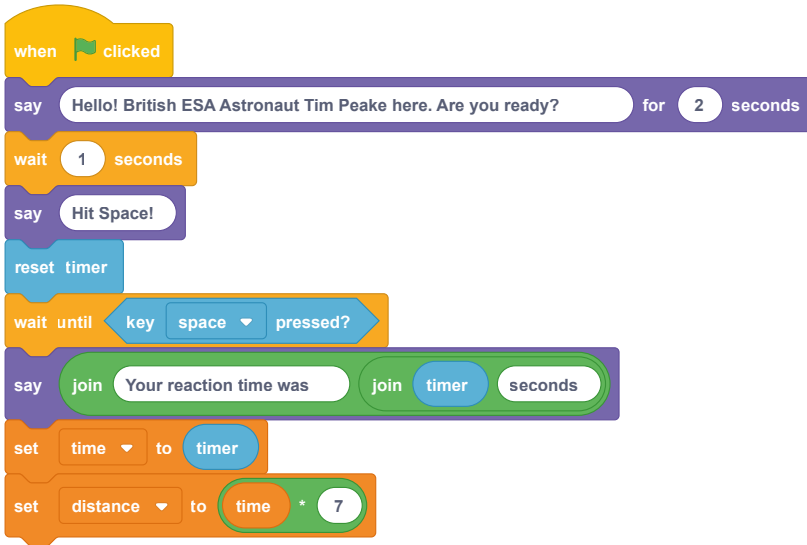 when clicked
say Hello! British ESA Astronaut Tim Peake here. Are you ready? for 2 seconds
wait 1 seconds
say Hit Space!
reset timer
wait until key space pressed?
say join Your reaction time was join timer seconds
set time to timer
set distance to time * 7